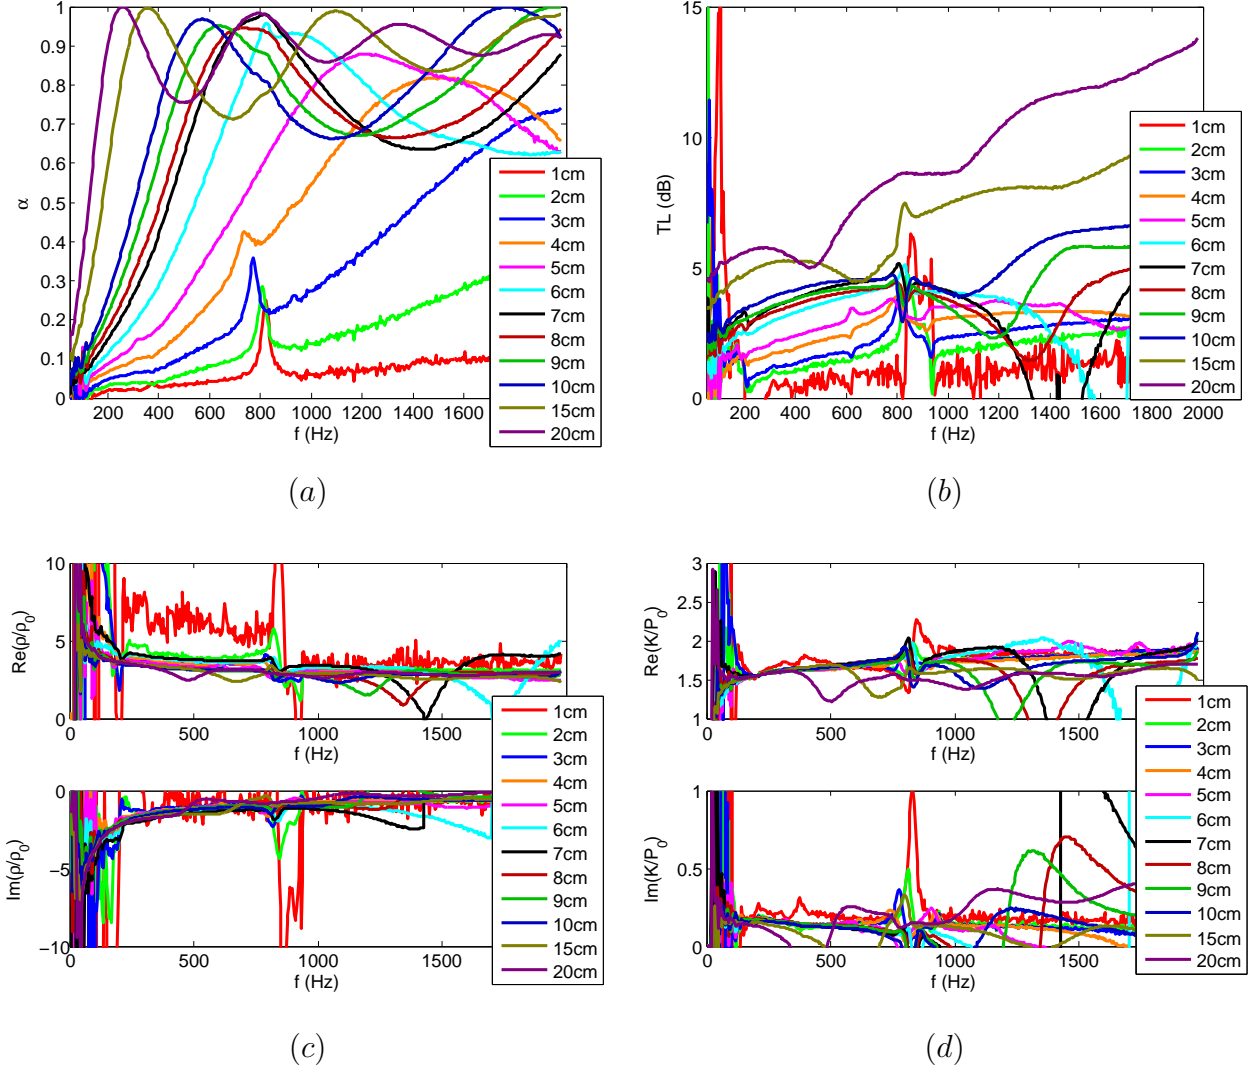 1
0.9
0.8
0.7
0.6
0.5
0.4
0.3
0.2
0.1
0
α
200 400 600 800 1000 1200 1400 1600
f (Hz)
1cm
2cm
3cm
4cm
5cm
6cm
7cm
8cm
9cm
10cm
15cm
20cm
(a)
15
10
5
0
TL (dB)
200 400 600 800 1000 1200 1400 1600 1800 2000
f (Hz)
1cm
2cm
3cm
4cm
5cm
6cm
7cm
8cm
9cm
10cm
15cm
20cm
(b)
10
5
0
Re(ρ/ρ0)
0 500 1000 1500
f (Hz)
0
−5
−10
Im(ρ/ρ0)
0 500 1000 1500
f (Hz)
1cm
2cm
3cm
4cm
5cm
6cm
7cm
8cm
9cm
10cm
15cm
20cm
(c)
3
2.5
2
1.5
1
Re(K/P0)
0 500 1000 1500
f (Hz)
1
0.5
0
Im(K/P0)
0 500 1000 1500
f (Hz)
1cm
2cm
3cm
4cm
5cm
6cm
7cm
8cm
9cm
10cm
15cm
20cm
(d)